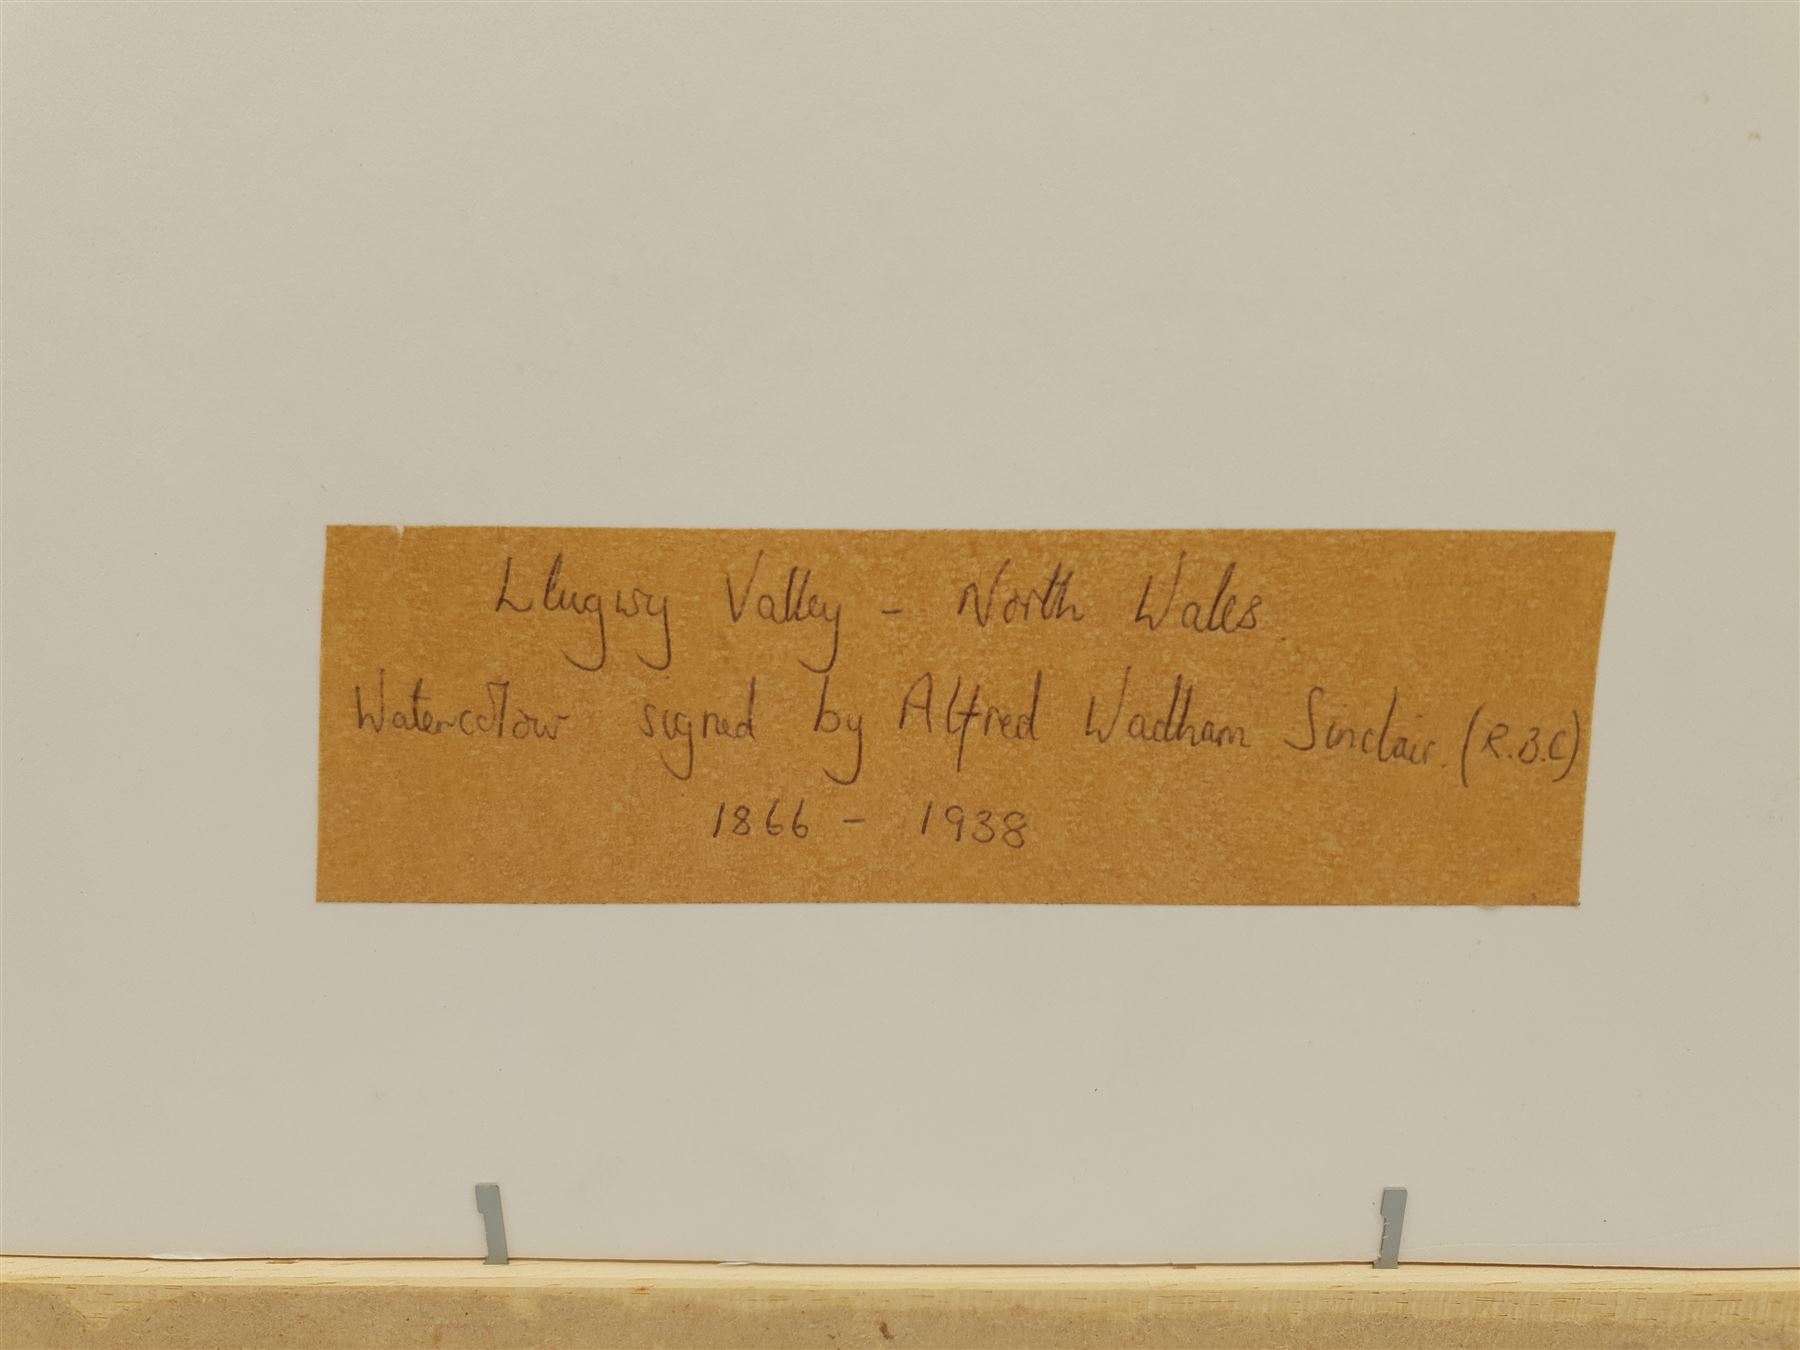 Llugwy Valley - North Wales.
Watercolour signed by Alfred Wadham Sinclair. (R.B.C)
1866 - 1938